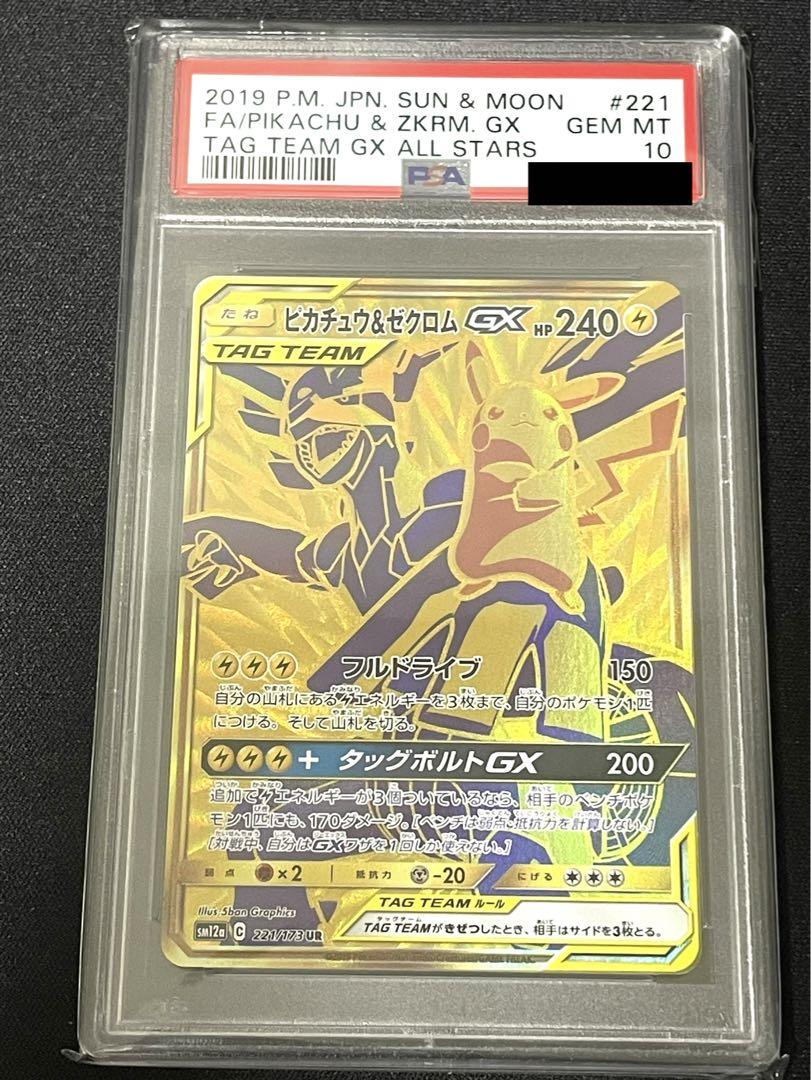 2019 P.M. JPN. SUN & MOON #221
FA/PIKACHU & ZKRM. GX GEM MT
TAG TEAM GX ALL STARS 10
PSA
たね ピカチュウ&ゼクロムGX HP240
TAG TEAM
フルドライブ 150
自分の山札にあるエネルギーを3枚まで、自分のポケモン1匹
につける。そして山札を切る。
+ タッグボルトGX 200
追加でエネルギーが3個ついているなら、相手のベンチポケ
モン1匹にも、170ダメージ。[ベンチは弱点・抵抗力を計算しない。]
[対戦中、自分はGXワザを1回しか使えない。]
弱点 ×2 抵抗力 -20 にげる
TAG TEAM ルール
TAG TEAMがきぜつしたとき、相手はサイドを3枚とる。
Illus. 5ban Graphics
sm12a C 221/173 UR